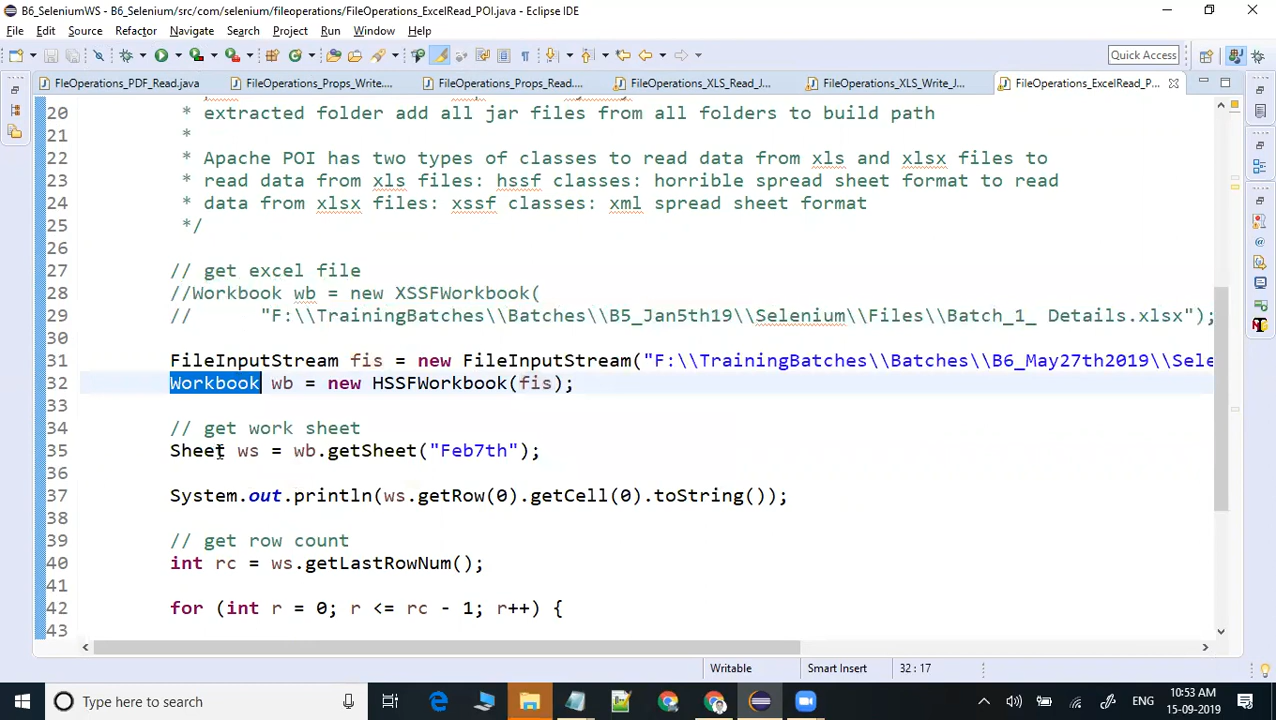 B6_SeleniumWS - B6_Selenium/src/com/selenium/fileoperations/FileOperations_ExcelRead_POI.java - Eclipse IDE
File Edit Source Refactor Navigate Search Project Run Window Help
Quick Access
FIeOperations_PDF_Read.java FileOperations_Props_Write.... FileOperations_Props_read.... FileOperations_XLS_Read_J... FileOperations_XLS_Write_J... FileOperations_ExcelRead_P...
20 * extracted folder add all jar files from all folders to build path
21 *
22 * Apache POI has two types of classes to read data from xls and xlsx files to
23 * read data from xls files: hssf classes: horrible spread sheet format to read
24 * data from xlsx files: xssf classes: xml spread sheet format
25 */
26
27 // get excel file
28 //Workbook wb = new XSSFWorkbook(
29 // "F:\\TrainingBatches\\Batches\\B5_Jan5th19\\Selenium\\Files\\Batch_1_ Details.xlsx");
30
31 FileInputStream fis = new FileInputStream("F:\\TrainingBatches\\Batches\\B6_May27th2019\\Sele
32 Workbook wb = new HSSFWorkbook(fis);
33
34 // get work sheet
35 Sheet ws = wb.getSheet("Feb7th");
36
37 System.out.println(ws.getRow(0).getCell(0).toString());
38
39 // get row count
40 int rc = ws.getLastRowNum();
41
42 for (int r = 0; r <= rc - 1; r++) {
43
Writable Smart Insert 32 : 17
Type here to search
ENG
10:53 AM
15-09-2019